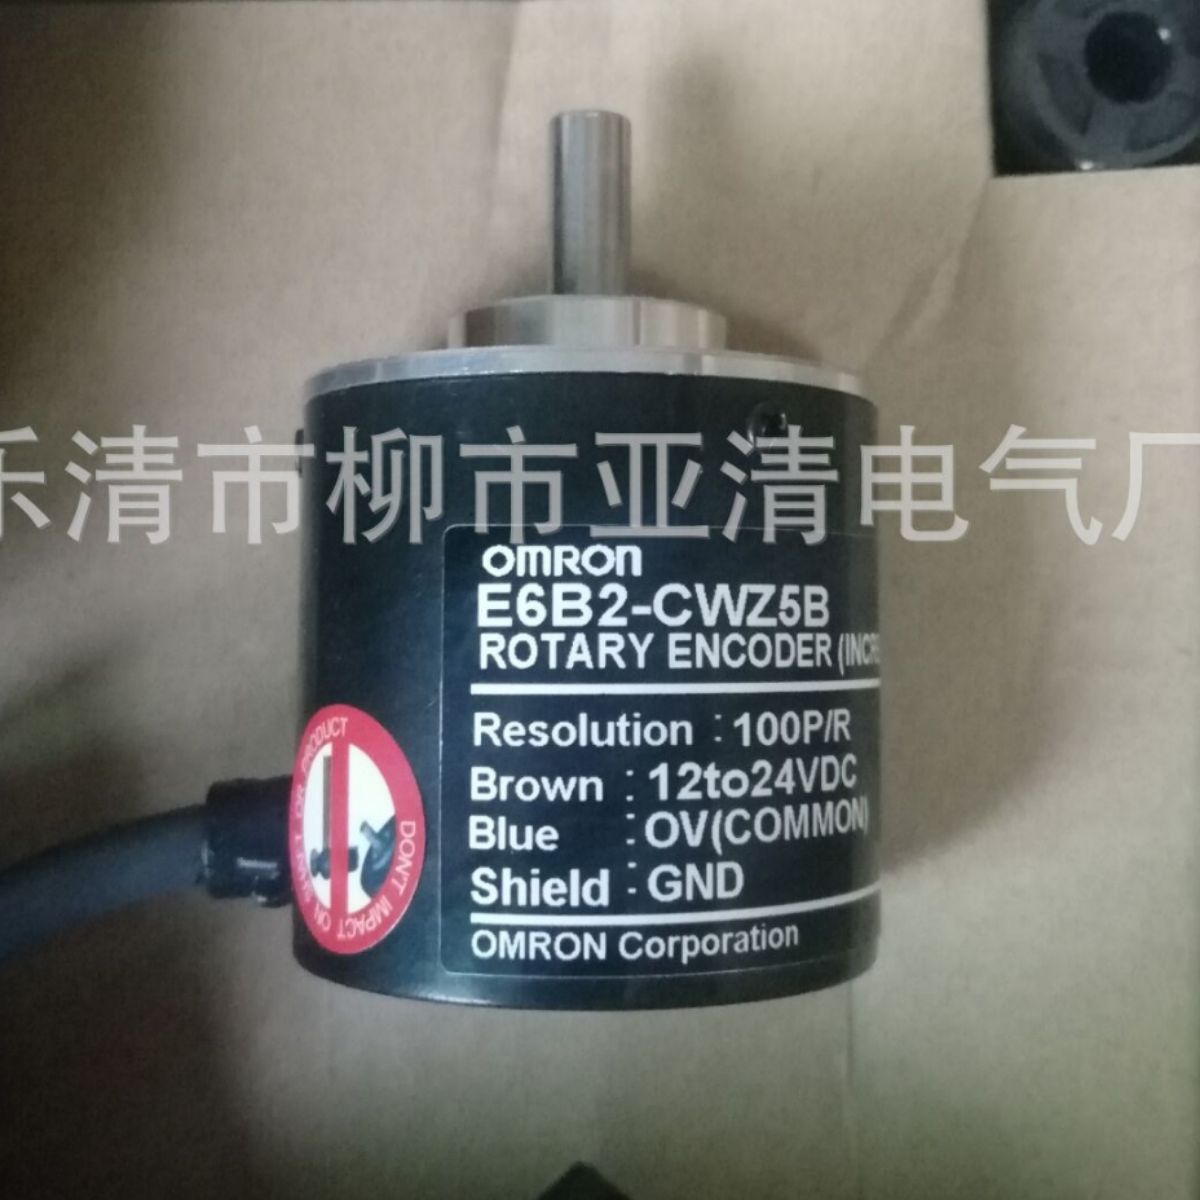 乐清市柳市亚清电气厂
OMRON
E6B2-CWZ5B
ROTARY ENCODER (INCRE
Resolution : 100P/R
Brown : 12to24VDC
Blue : OV(COMMON)
Shield : GND
OMRON Corporation
DON'T IMPACT ON SHAFT OR PRODUCT